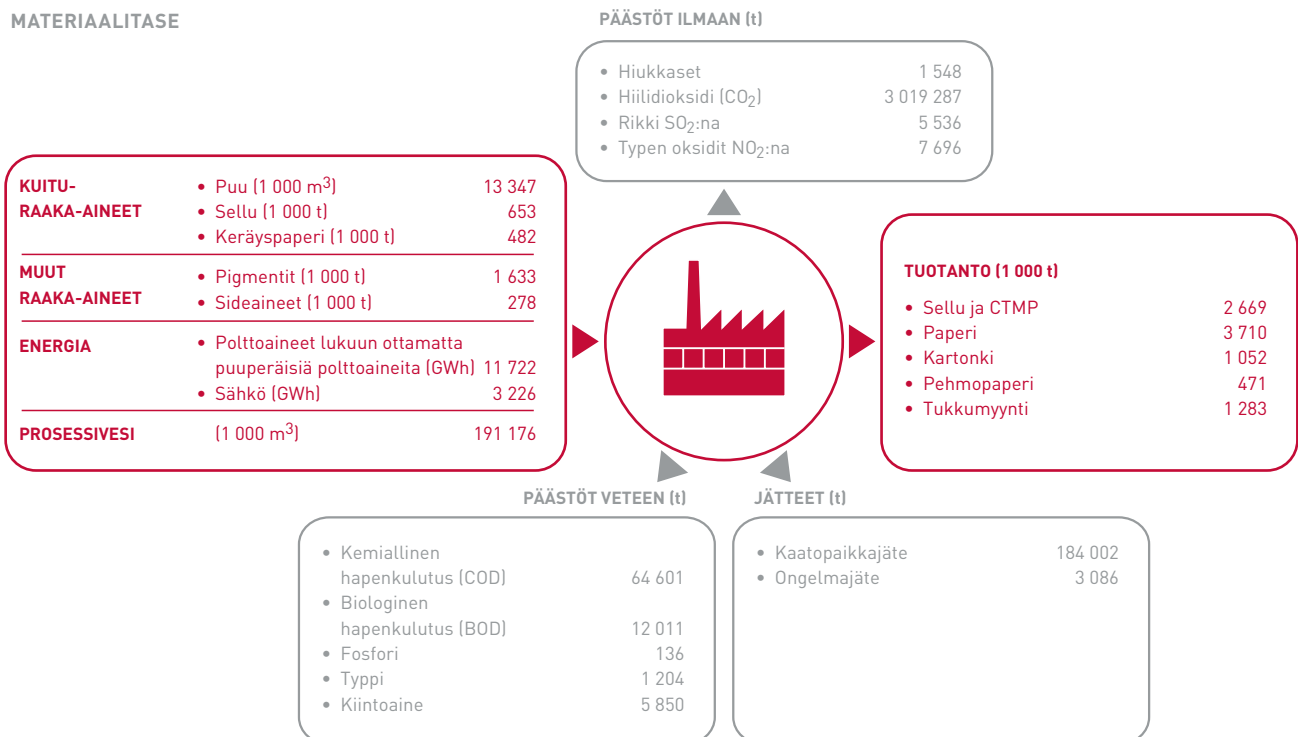 MATERIAALITASE
PÄÄSTÖT ILMAAN (t)
• Hiukkaset 1 548
• Hiilidioksidi (CO₂) 3 019 287
• Rikki SO₂:na 5 536
• Typen oksidit NO₂:na 7 696
KUITU- • Puu (1 000 m³) 13 347
RAAKA-AINEET • Sellu (1 000 t) 653
• Keräyspaperi (1 000 t) 482
MUUT • Pigmentit (1 000 t) 1 633
RAAKA-AINEET • Sideaineet (1 000 t) 278
ENERGIA • Polttoaineet lukuun ottamatta
puuperäisiä polttoaineita (GWh) 11 722
• Sähkö (GWh) 3 226
PROSESSIVESI (1 000 m³) 191 176
TUOTANTO (1 000 t)
• Sellu ja CTMP 2 669
• Paperi 3 710
• Kartonki 1 052
• Pehmopaperi 471
• Tukkumyynti 1 283
PÄÄSTÖT VETEEN (t)
• Kemiallinen
hapenkulutus (COD) 64 601
• Biologinen
hapenkulutus (BOD) 12 011
• Fosfori 136
• Typpi 1 204
• Kiintoaine 5 850
JÄTTEET (t)
• Kaatopaikkajäte 184 002
• Ongelmajäte 3 086